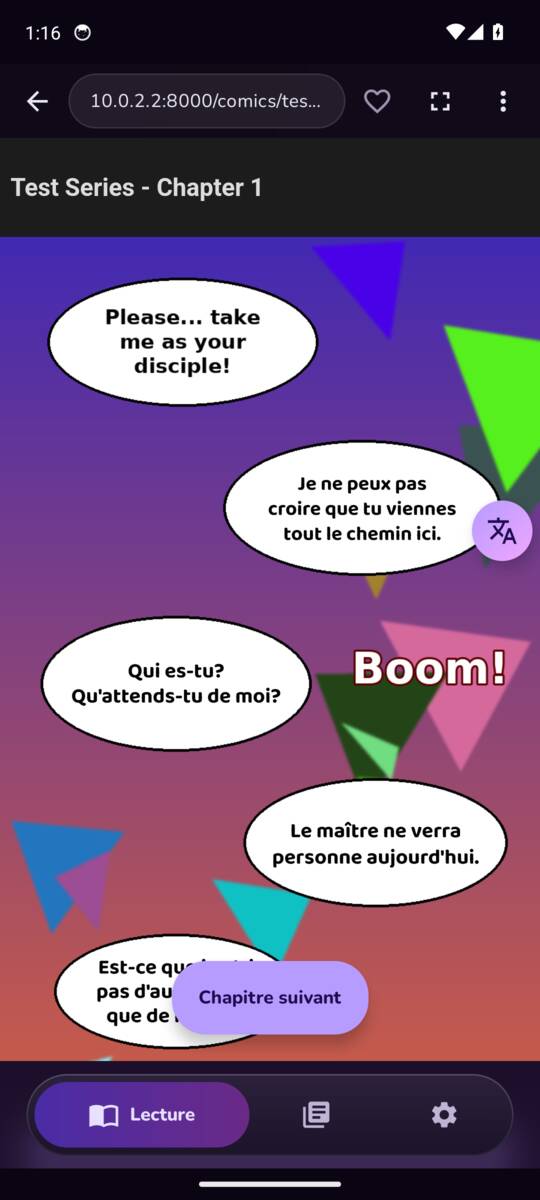 1:16
10.0.2.2:8000/comics/tes...
Test Series - Chapter 1
Please... take
me as your
disciple!
Je ne peux pas
croire que tu viennes
tout le chemin ici.
Qui es-tu?
Qu'attends-tu de moi?
Boom!
Le maître ne verra
personne aujourd'hui.
Est-ce que
pas
que de
Chapitre suivant
Lecture